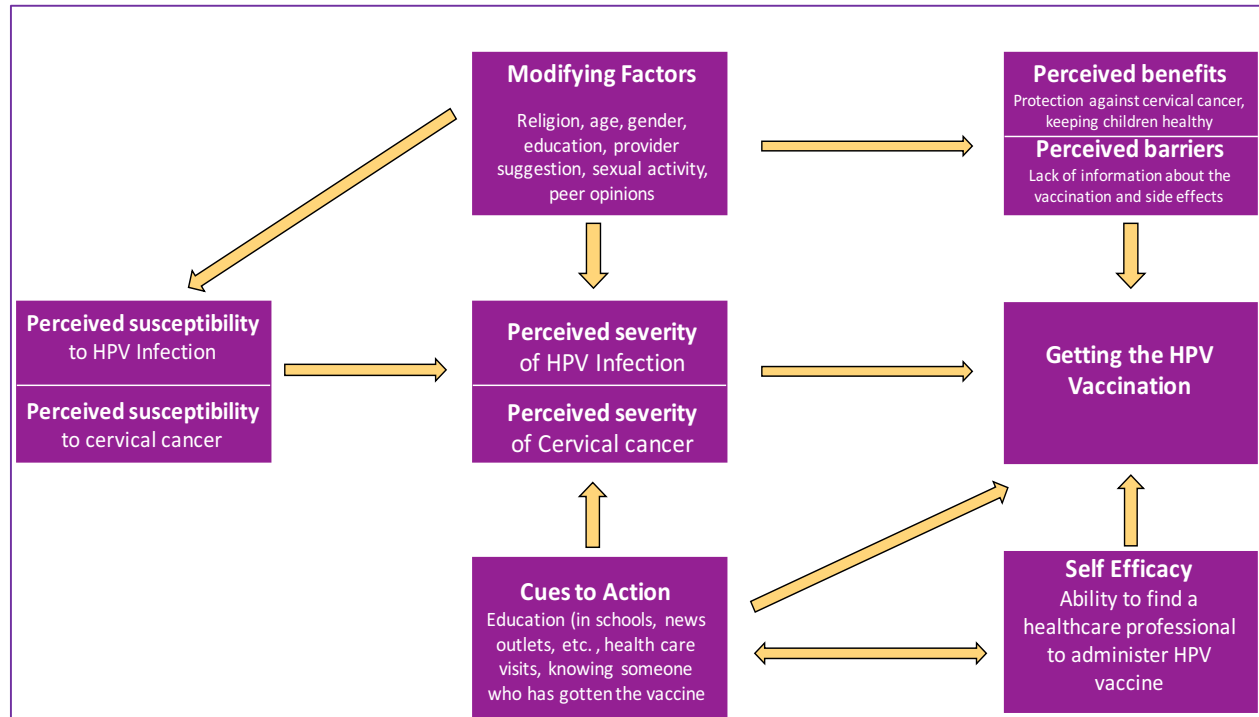 Modifying Factors
Religion, age, gender,
education, provider
suggestion, sexual activity,
peer opinions
Perceived benefits
Protection against cervical cancer,
keeping children healthy
Perceived barriers
Lack of information about the
vaccination and side effects
Perceived susceptibility
to HPV Infection
Perceived susceptibility
to cervical cancer
Perceived severity
of HPV Infection
Perceived severity
of Cervical cancer
Getting the HPV
Vaccination
Cues to Action
Education (in schools, news
outlets, etc. , health care
visits, knowing someone
who has gotten the vaccine
Self Efficacy
Ability to find a
healthcare professional
to administer HPV
vaccine